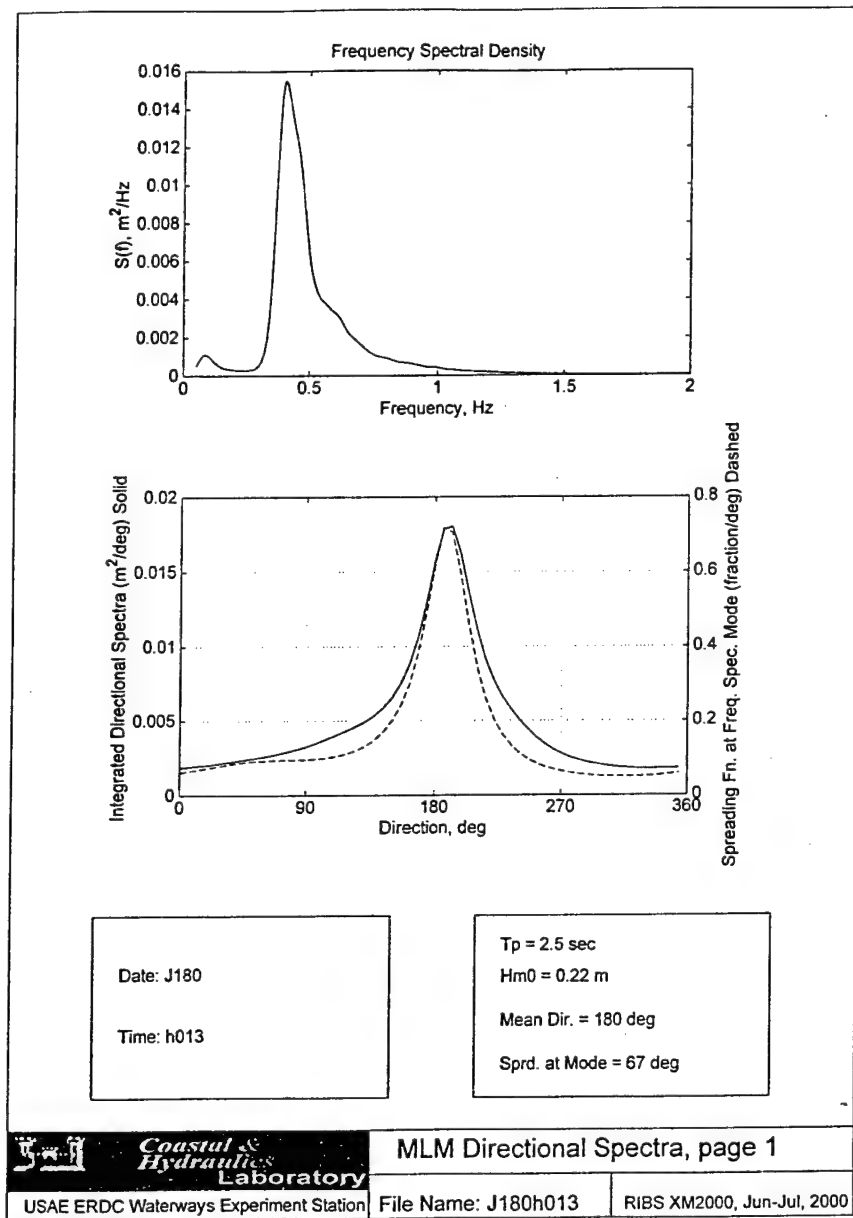 Frequency Spectral Density
0.016
0.014
0.012
0.01
0.008
0.006
0.004
0.002
0
S(f), m²/Hz
0
0.5
1
1.5
2
Frequency, Hz
Integrated Directional Spectra (m²/deg) Solid
0.02
0.015
0.01
0.005
0
0.8
0.6
0.4
0.2
0
Spreading Fn. at Freq. Spec. Mode (fraction/deg) Dashed
0
90
180
270
360
Direction, deg
Date: J180
Time: h013
Tp = 2.5 sec
Hm0 = 0.22 m
Mean Dir. = 180 deg
Sprd. at Mode = 67 deg
Coastal &
Hydraulics
Laboratory
USAE ERDC Waterways Experiment Station
MLM Directional Spectra, page 1
File Name: J180h013
RIBS XM2000, Jun-Jul, 2000